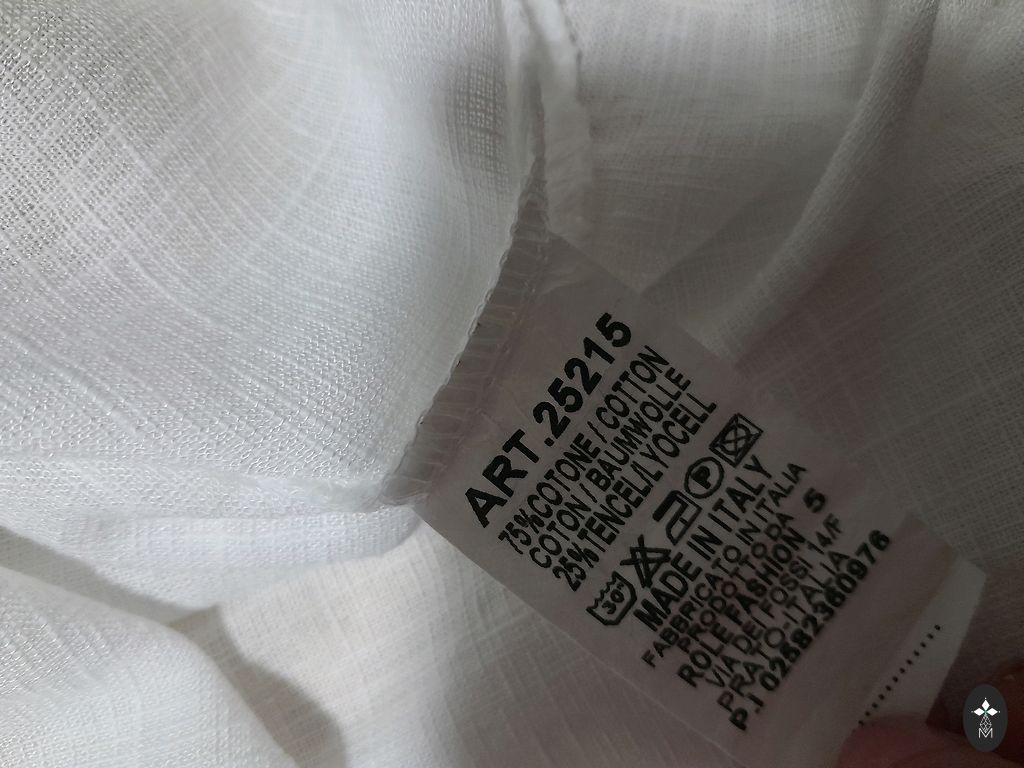 ART.25215
75%COTONE / COTTON
COTON / BAUMWOLLE
25%TENCEL/LYOCELL
30°
P
MADE IN ITALY
FABBRICATO IN ITALIA
PRODOTTO DA 5
ROLE FASHION
VIA DEI FOSSI 14/F
PRATO-ITALIA
P.I 02582360976
M